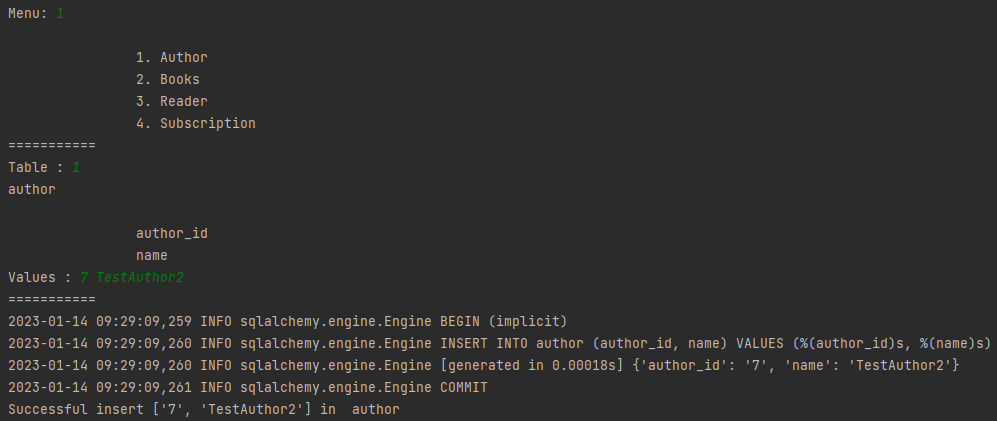 Menu: 1
1. Author
2. Books
3. Reader
4. Subscription
===========
Table : 1
author
author_id
name
Values : 7 TestAuthor2
===========
2023-01-14 09:29:09,259 INFO sqlalchemy.engine.Engine BEGIN (implicit)
2023-01-14 09:29:09,260 INFO sqlalchemy.engine.Engine INSERT INTO author (author_id, name) VALUES (%(author_id)s, %(name)s)
2023-01-14 09:29:09,260 INFO sqlalchemy.engine.Engine [generated in 0.00018s] {'author_id': '7', 'name': 'TestAuthor2'}
2023-01-14 09:29:09,261 INFO sqlalchemy.engine.Engine COMMIT
Successful insert ['7', 'TestAuthor2'] in  author